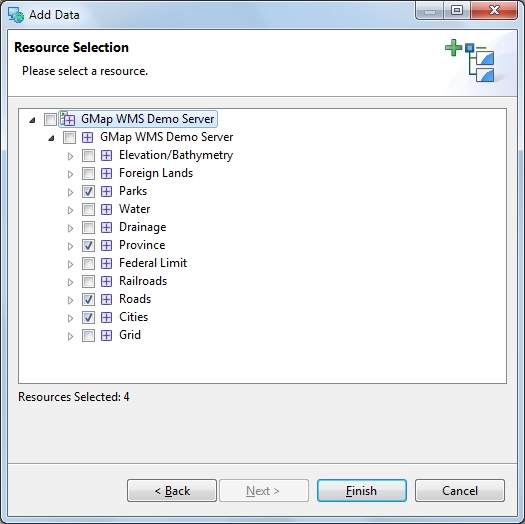 Add Data
Resource Selection
Please select a resource.
GMap WMS Demo Server
GMap WMS Demo Server
Elevation/Bathymetry
Foreign Lands
Parks
Water
Drainage
Province
Federal Limit
Railroads
Roads
Cities
Grid
Resources Selected: 4
< Back
Next >
Finish
Cancel